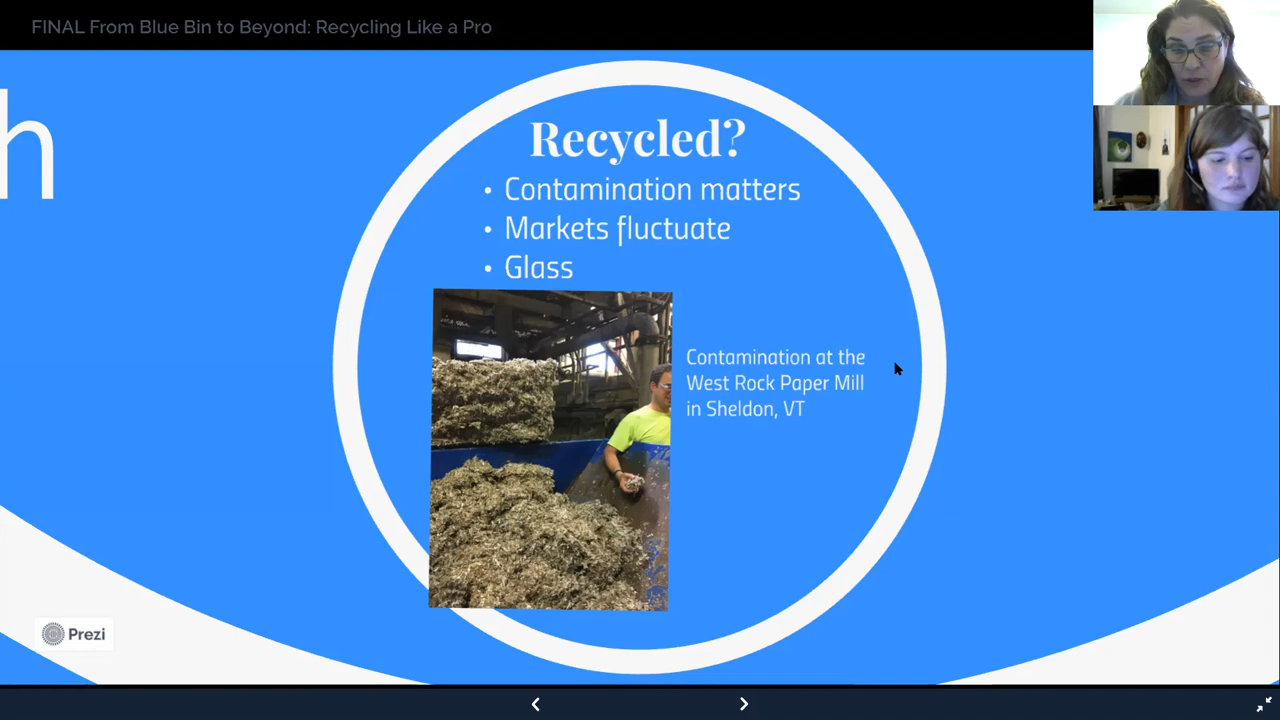 FINAL From Blue Bin to Beyond: Recycling Like a Pro
h
Recycled?
• Contamination matters
• Markets fluctuate
• Glass
Contamination at the
West Rock Paper Mill
in Sheldon, VT
Prezi